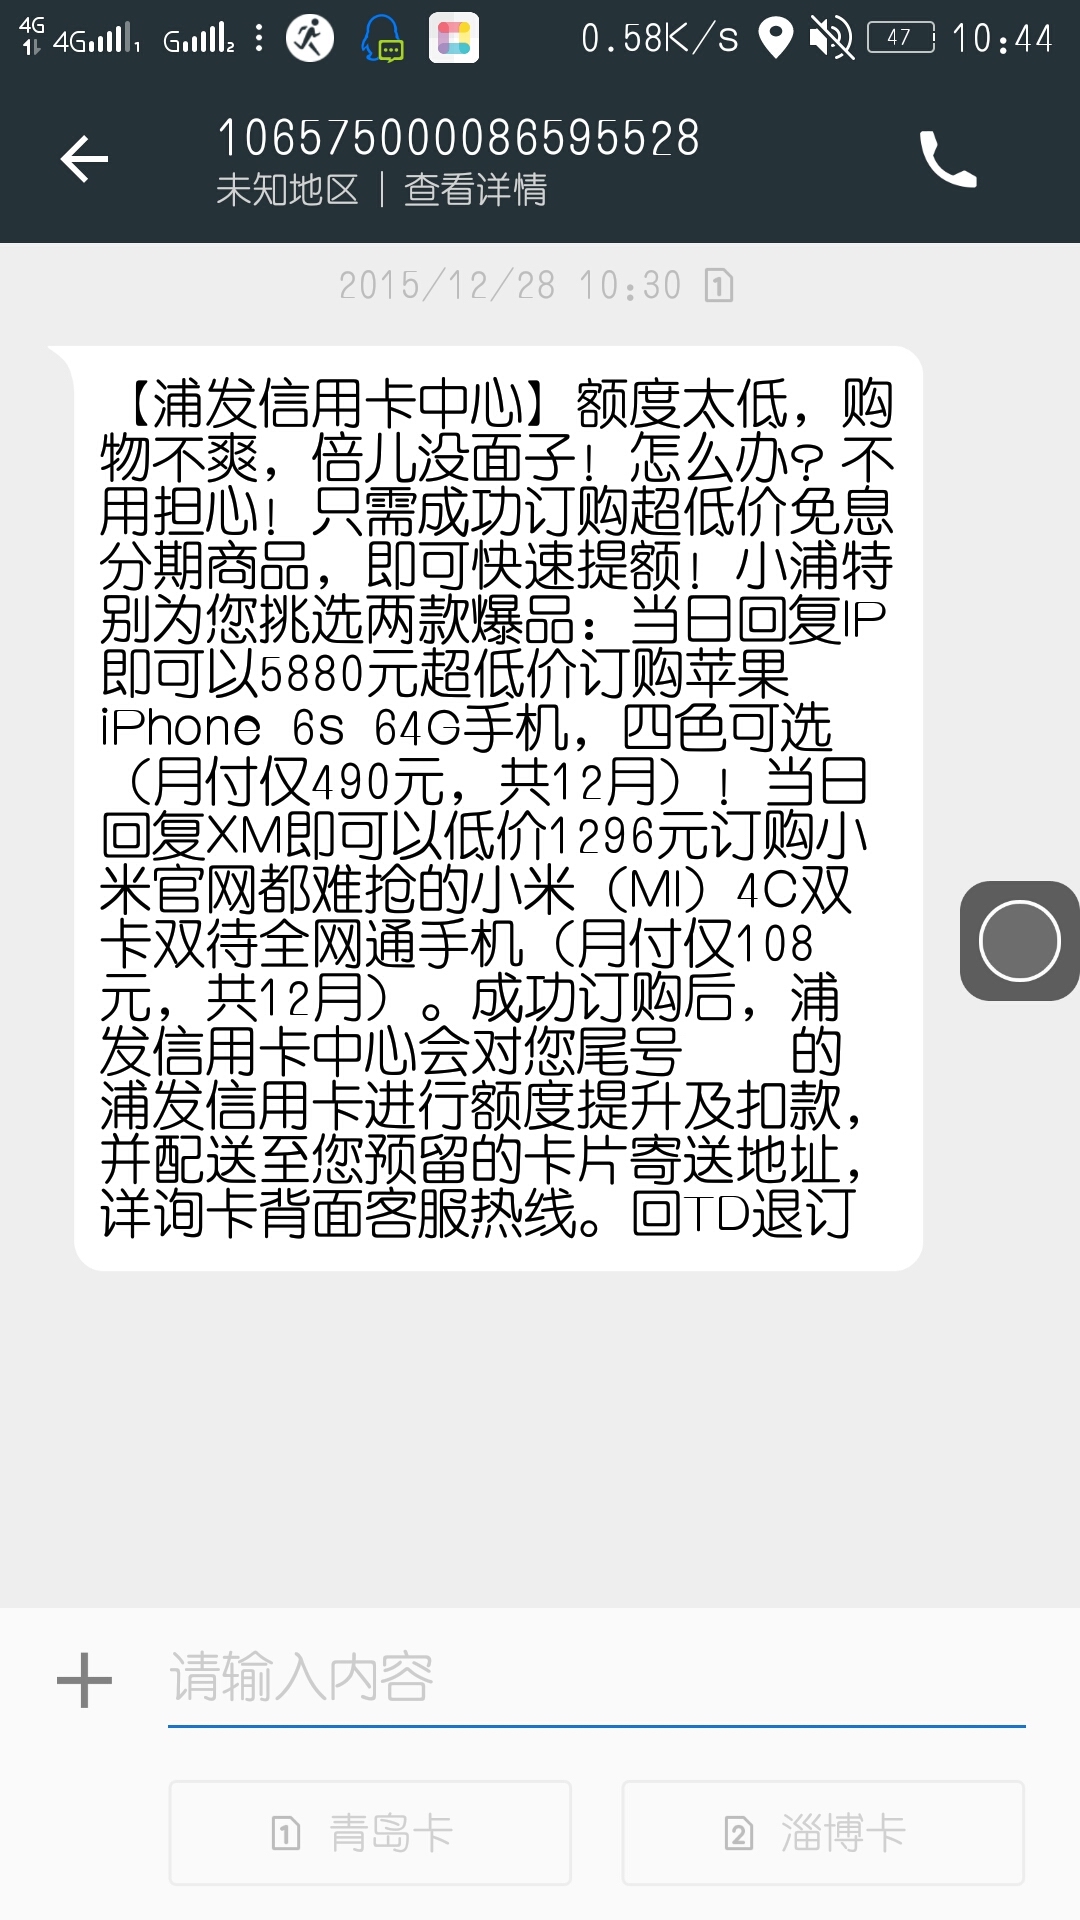 4G 4G 1 G 2 0.58K/s 47 10:44
106575000086595528
未知地区 | 查看详情
2015/12/28 10:30 1
【浦发信用卡中心】额度太低，购
物不爽，倍儿没面子！怎么办？不
用担心！只需成功订购超低价免息
分期商品，即可快速提额！小浦特
别为您挑选两款爆品：当日回复IP
即可以5880元超低价订购苹果
iPhone 6s 64G手机，四色可选
（月付仅490元，共12月）！当日
回复XM即可以低价1296元订购小
米官网都难抢的小米（MI）4C双
卡双待全网通手机（月付仅108
元，共12月）。成功订购后，浦
发信用卡中心会对您尾号 的
浦发信用卡进行额度提升及扣款，
并配送至您预留的卡片寄送地址，
详询卡背面客服热线。回TD退订
请输入内容
1 青岛卡 2 淄博卡